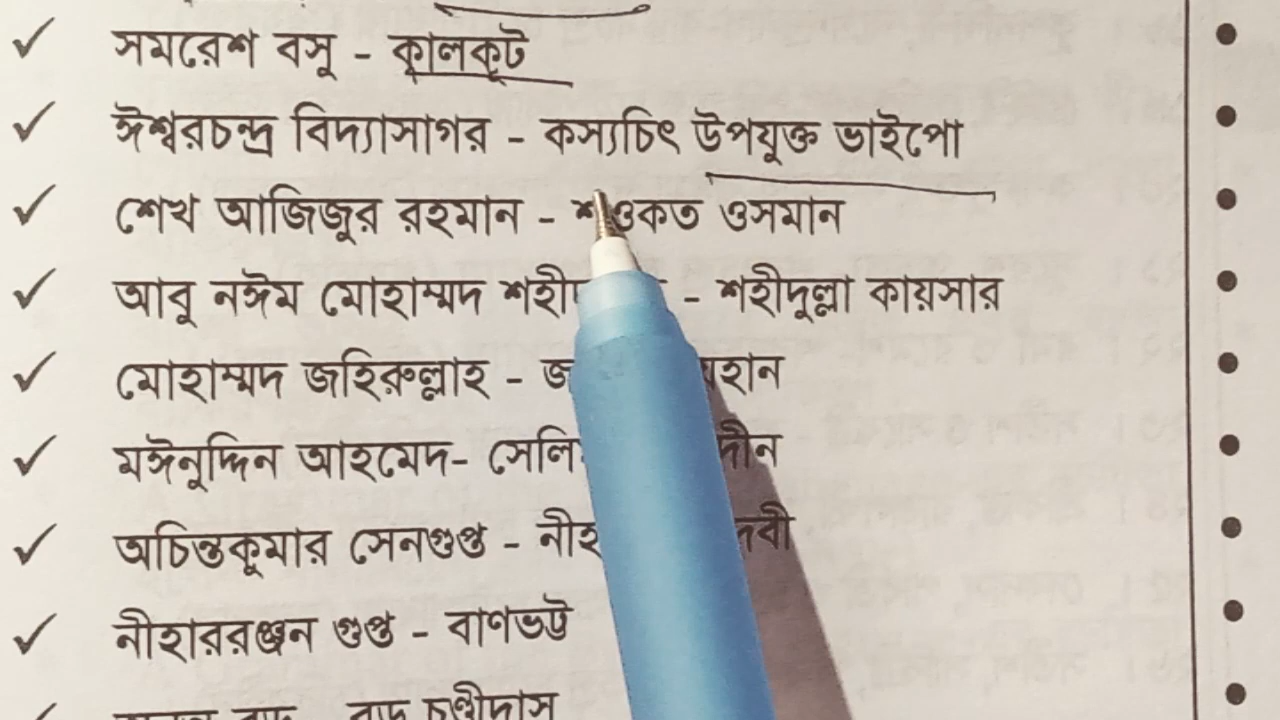 সমরেশ বসু - কালকূট
ঈশ্বরচন্দ্র বিদ্যাসাগর - কস্যচিৎ উপযুক্ত ভাইপো
শেখ আজিজুর রহমান - শওকত ওসমান
আবু নঈম মোহাম্মদ - শহীদুল্লা কায়সার
মোহাম্মদ জহিরুল্লাহ -
মঈনুদ্দিন আহমেদ-
অচিন্তকুমার সেনগুপ্ত -
নীহাররঞ্জন গুপ্ত - বাণভট্ট
চণ্ডীদাস